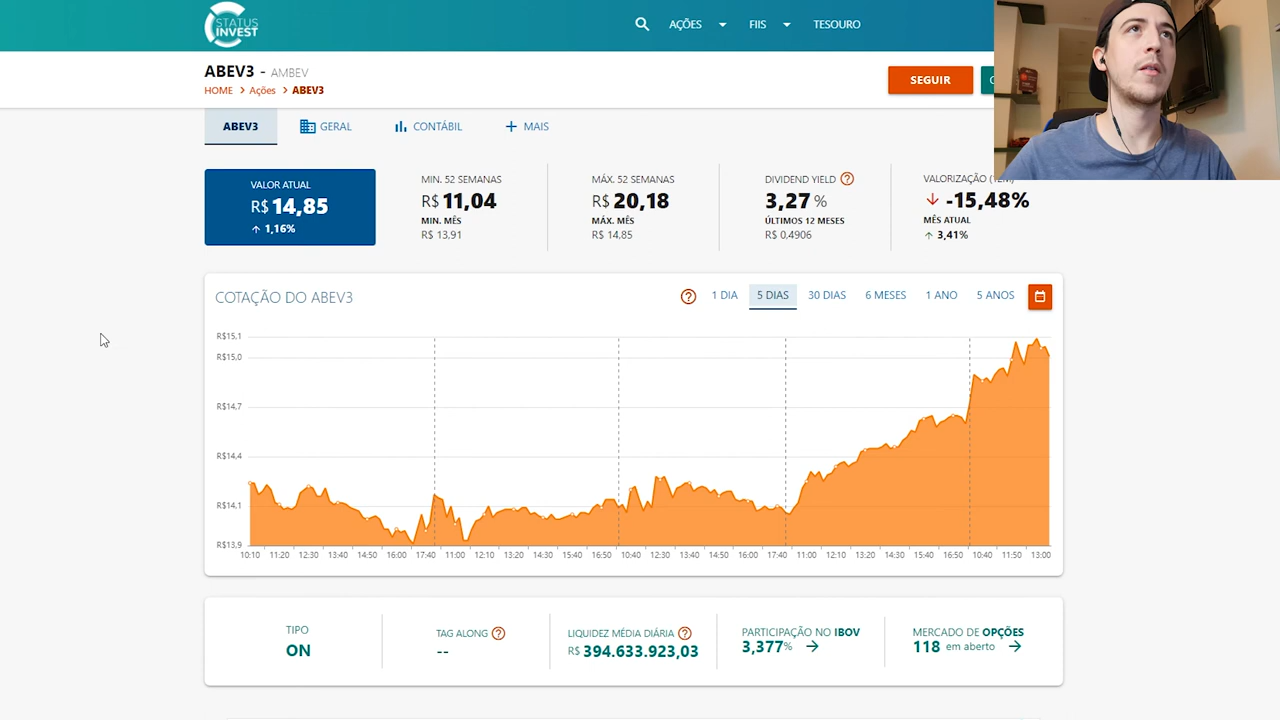 STATUS
INVEST
AÇÕES
FIIS
TESOURO
ABEV3 - AMBEV
HOME > Ações > ABEV3
SEGUIR
ABEV3
GERAL
CONTÁBIL
+ MAIS
VALOR ATUAL
R$ 14,85
↑ 1,16%
MIN. 52 SEMANAS
R$ 11,04
MIN. MÊS
R$ 13,91
MÁX. 52 SEMANAS
R$ 20,18
MÁX. MÊS
R$ 14,85
DIVIDEND YIELD ?
3,27 %
ÚLTIMOS 12 MESES
R$ 0,4906
VALORIZAÇÃO (12M)
↓ -15,48%
MÊS ATUAL
↑ 3,41%
COTAÇÃO DO ABEV3
? 1 DIA 5 DIAS 30 DIAS 6 MESES 1 ANO 5 ANOS
R$15,1
R$15,0
R$14,7
R$14,4
R$14,1
R$13,9
10:10 11:20 12:30 13:40 14:50 16:00 17:40 11:00 12:10 13:20 14:30 15:40 16:50 10:40 12:30 13:40 14:50 16:00 17:40 11:00 12:10 13:20 14:30 15:40 16:50 10:40 11:50 13:00
TIPO
ON
TAG ALONG ?
--
LIQUIDEZ MÉDIA DIÁRIA ?
R$ 394.633.923,03
PARTICIPAÇÃO NO IBOV
3,377% →
MERCADO DE OPÇÕES
118 em aberto →